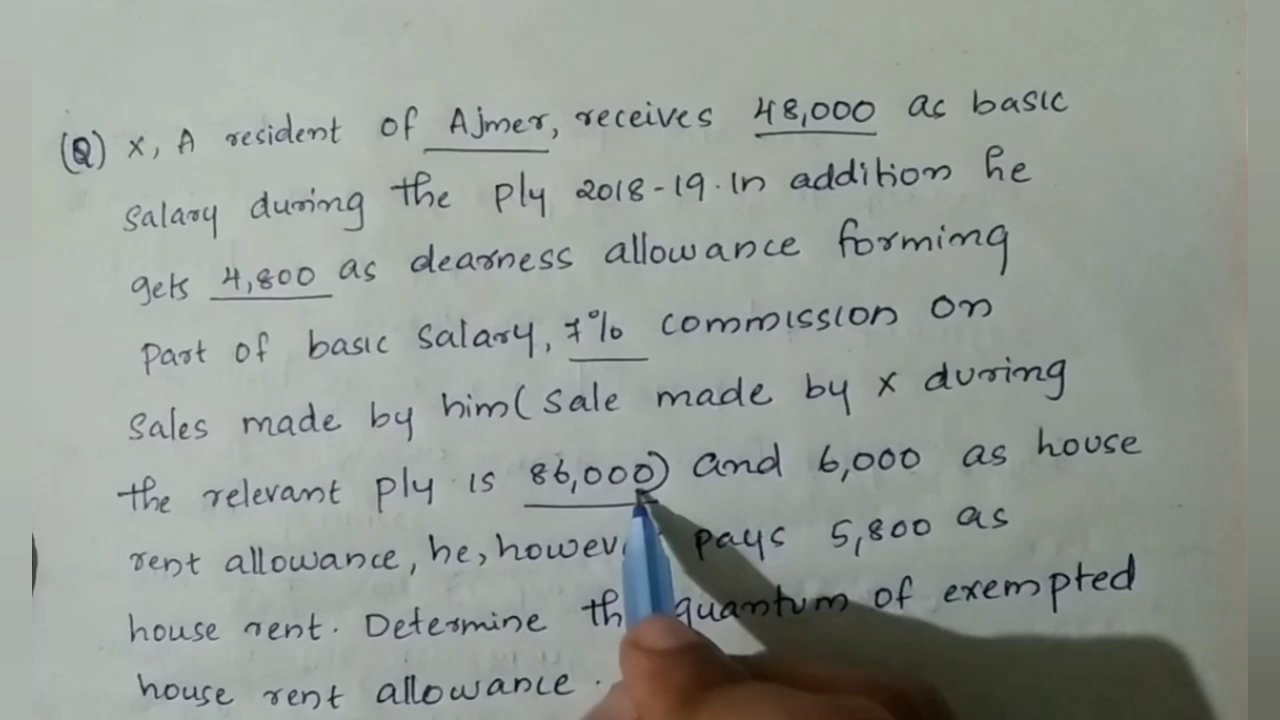 (Q) X, A resident of Ajmer, receives 48,000 as basic
salary during the P/y 2018-19. In addition he
gets 4,800 as dearness allowance forming
part of basic salary, 7% commission on
sales made by him (Sale made by X during
the relevant P/y is 86,000) and 6,000 as house
rent allowance, he, however pays 5,800 as
house rent. Determine the quantum of exempted
house rent allowance.